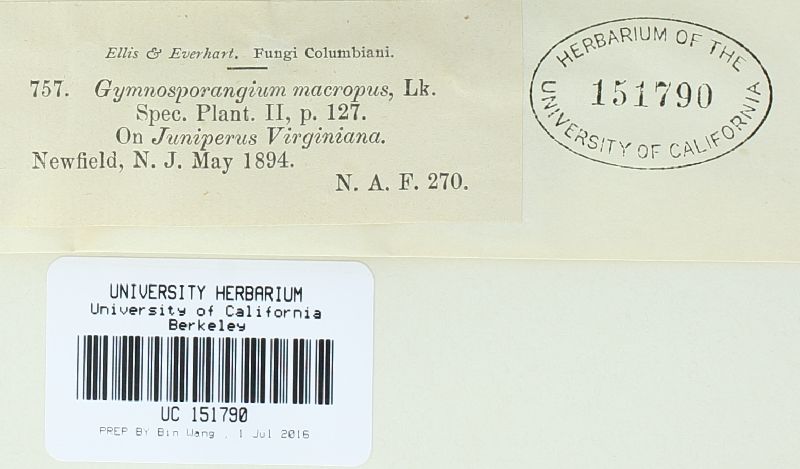 Ellis & Everhart. Fungi Columbiani.
757. Gymnosporangium macropus, Lk.
Spec. Plant. II, p. 127.
On Juniperus Virginiana.
Newfield, N. J. May 1894.
N. A. F. 270.
HERBARIUM OF THE
151790
UNIVERSITY OF CALIFORNIA
UNIVERSITY HERBARIUM
University of California
Berkeley
UC 151790
PREP BY Bin Wang , 1 Jul 2016